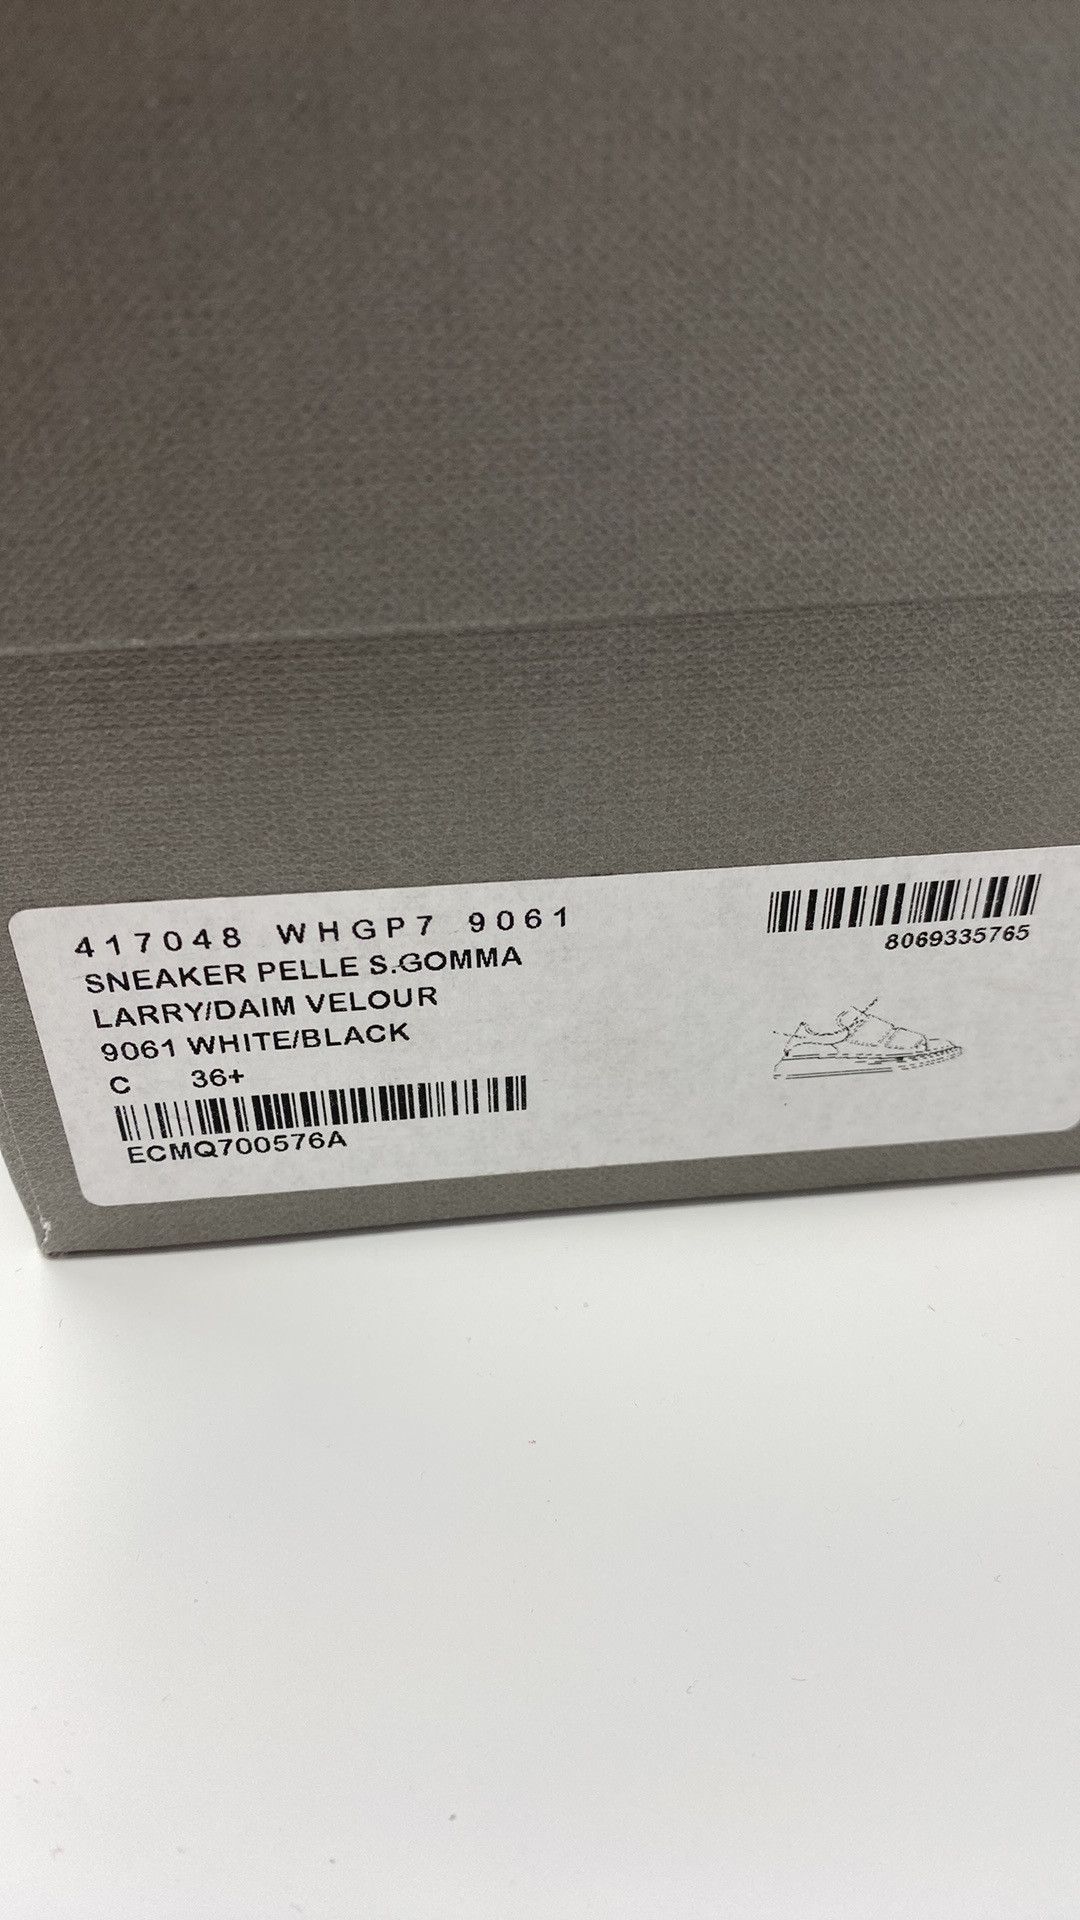 417048 WHGP7 9061
SNEAKER PELLE S.GOMMA
LARRY/DAIM VELOUR
9061 WHITE/BLACK
C 36+
ECMQ700576A
8069335765